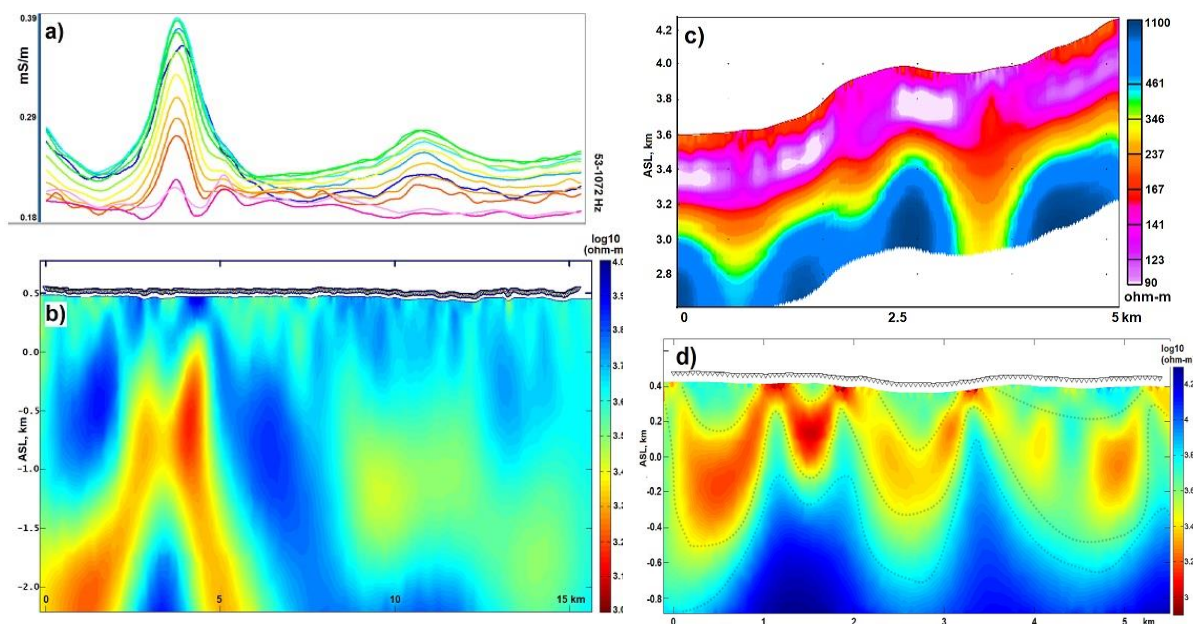 a)
0.39
mS/m
0.29
0.18
53-1072 Hz
b)
log10
(ohm-m
4.0
3.9
3.8
3.7
3.6
3.5
3.4
3.3
3.2
3.1
3.0
0.5
0.0
-0.5
-1.0
-1.5
-2.0
ASL, km
0 5 10 15 km
c)
4.2
4.0
3.8
3.6
3.4
3.2
3.0
2.8
ASL, km
0 2.5 5 km
1100
461
346
237
167
141
123
90
ohm-m
d)
log10
(ohm-m
4.2
4
3.8
3.6
3.4
3.2
3
0.4
0.2
0.0
-0.2
-0.4
-0.6
-0.8
ASL, km
0 1 2 3 4 5 km